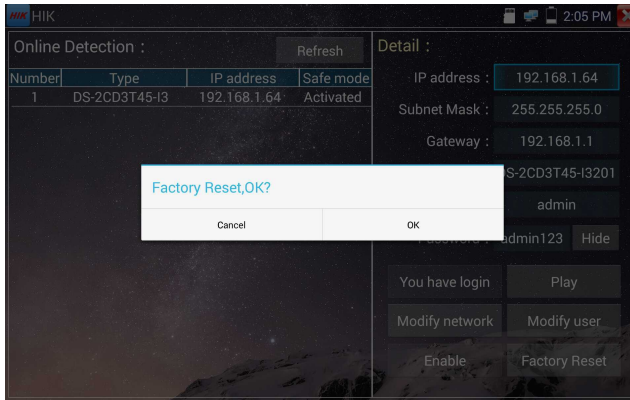 HIK HIK 2:05 PM
Online Detection : Refresh
Number Type IP address Safe mode
1 DS-2CD3T45-I3 192.168.1.64 Activated
Detail :
IP address : 192.168.1.64
Subnet Mask : 255.255.255.0
Gateway : 192.168.1.1
S-2CD3T45-I3201
admin
Factory Reset,OK?
Cancel OK
admin123 Hide
You have login Play
Modify network Modify user
Enable Factory Reset